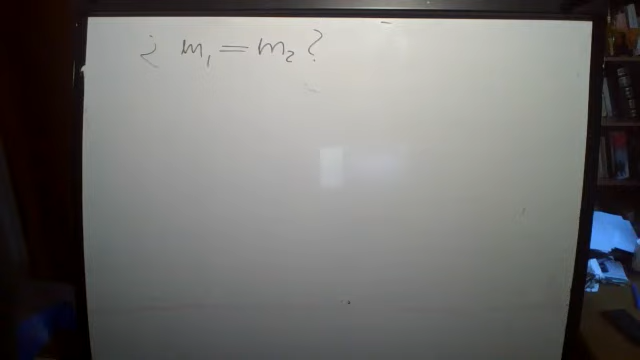 ¿ m₁ = m₂ ?